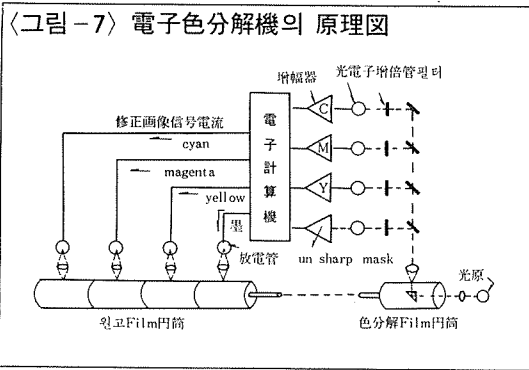 〈그림-7〉 電子色分解機의 原理図
增幅器
光電子增倍管필터
修正画像信号電流
cyan
magenta
yellow
墨
電子計算機
C
M
Y
放電管
un sharp mask
光原
원고Film円筒
色分解Film円筒